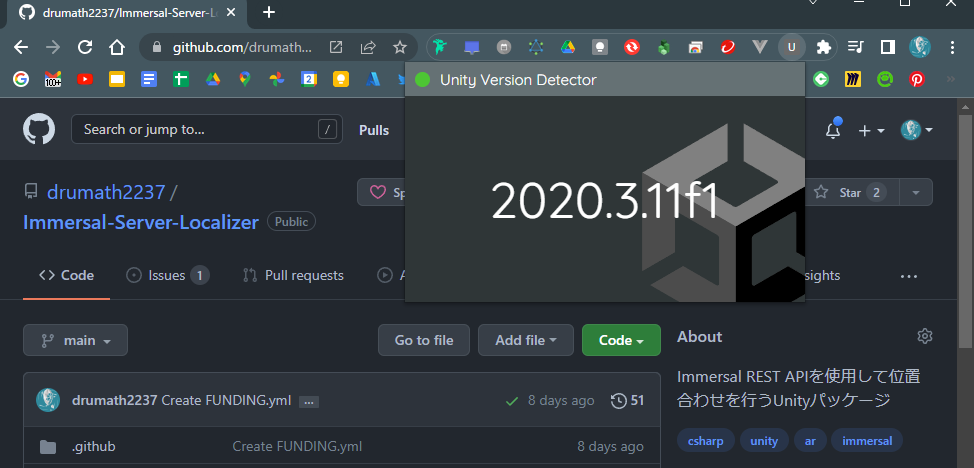 drumath2237/Immersal-Server-L
github.com/drumath...
U
100+
2
Unity Version Detector
2020.3.11f1
Search or jump to...
/
Pulls
drumath2237 /
Immersal-Server-Localizer
Public
Sp
Star
2
Code
Issues
1
Pull requests
A
sights
main
Go to file
Add file
Code
About
Immersal REST APIを使用して位置
合わせを行うUnityパッケージ
drumath2237 Create FUNDING.yml
...
8 days ago
51
.github
Create FUNDING.yml
8 days ago
csharp
unity
ar
immersal